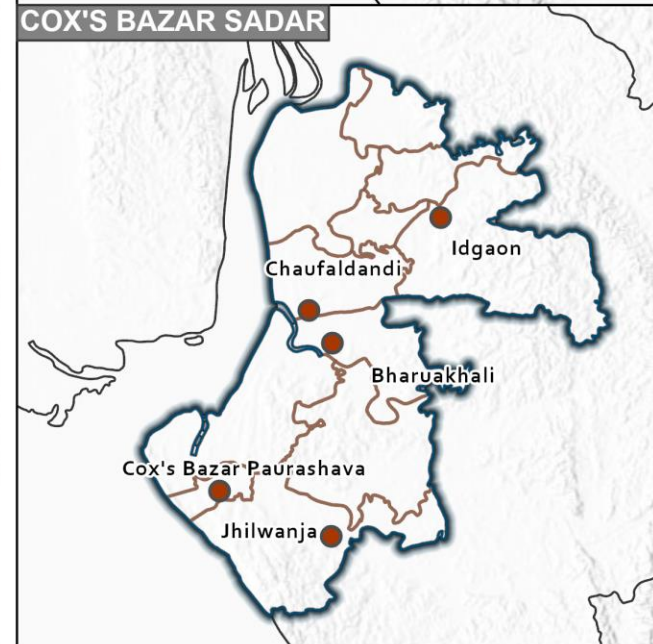 COX'S BAZAR SADAR
Idgaon
Chaufaldandi
Bharuakhali
Cox's Bazar Paurashava
Jhilwanja